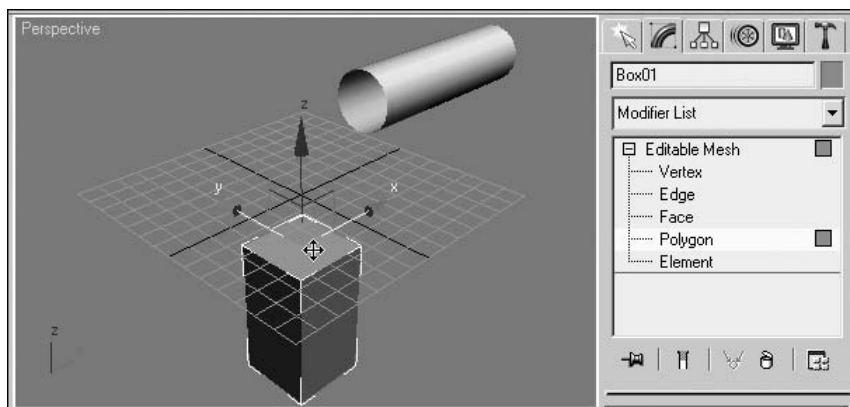 Perspective
z
y
x
z
Box01
Modifier List
Editable Mesh
Vertex
Edge
Face
Polygon
Element